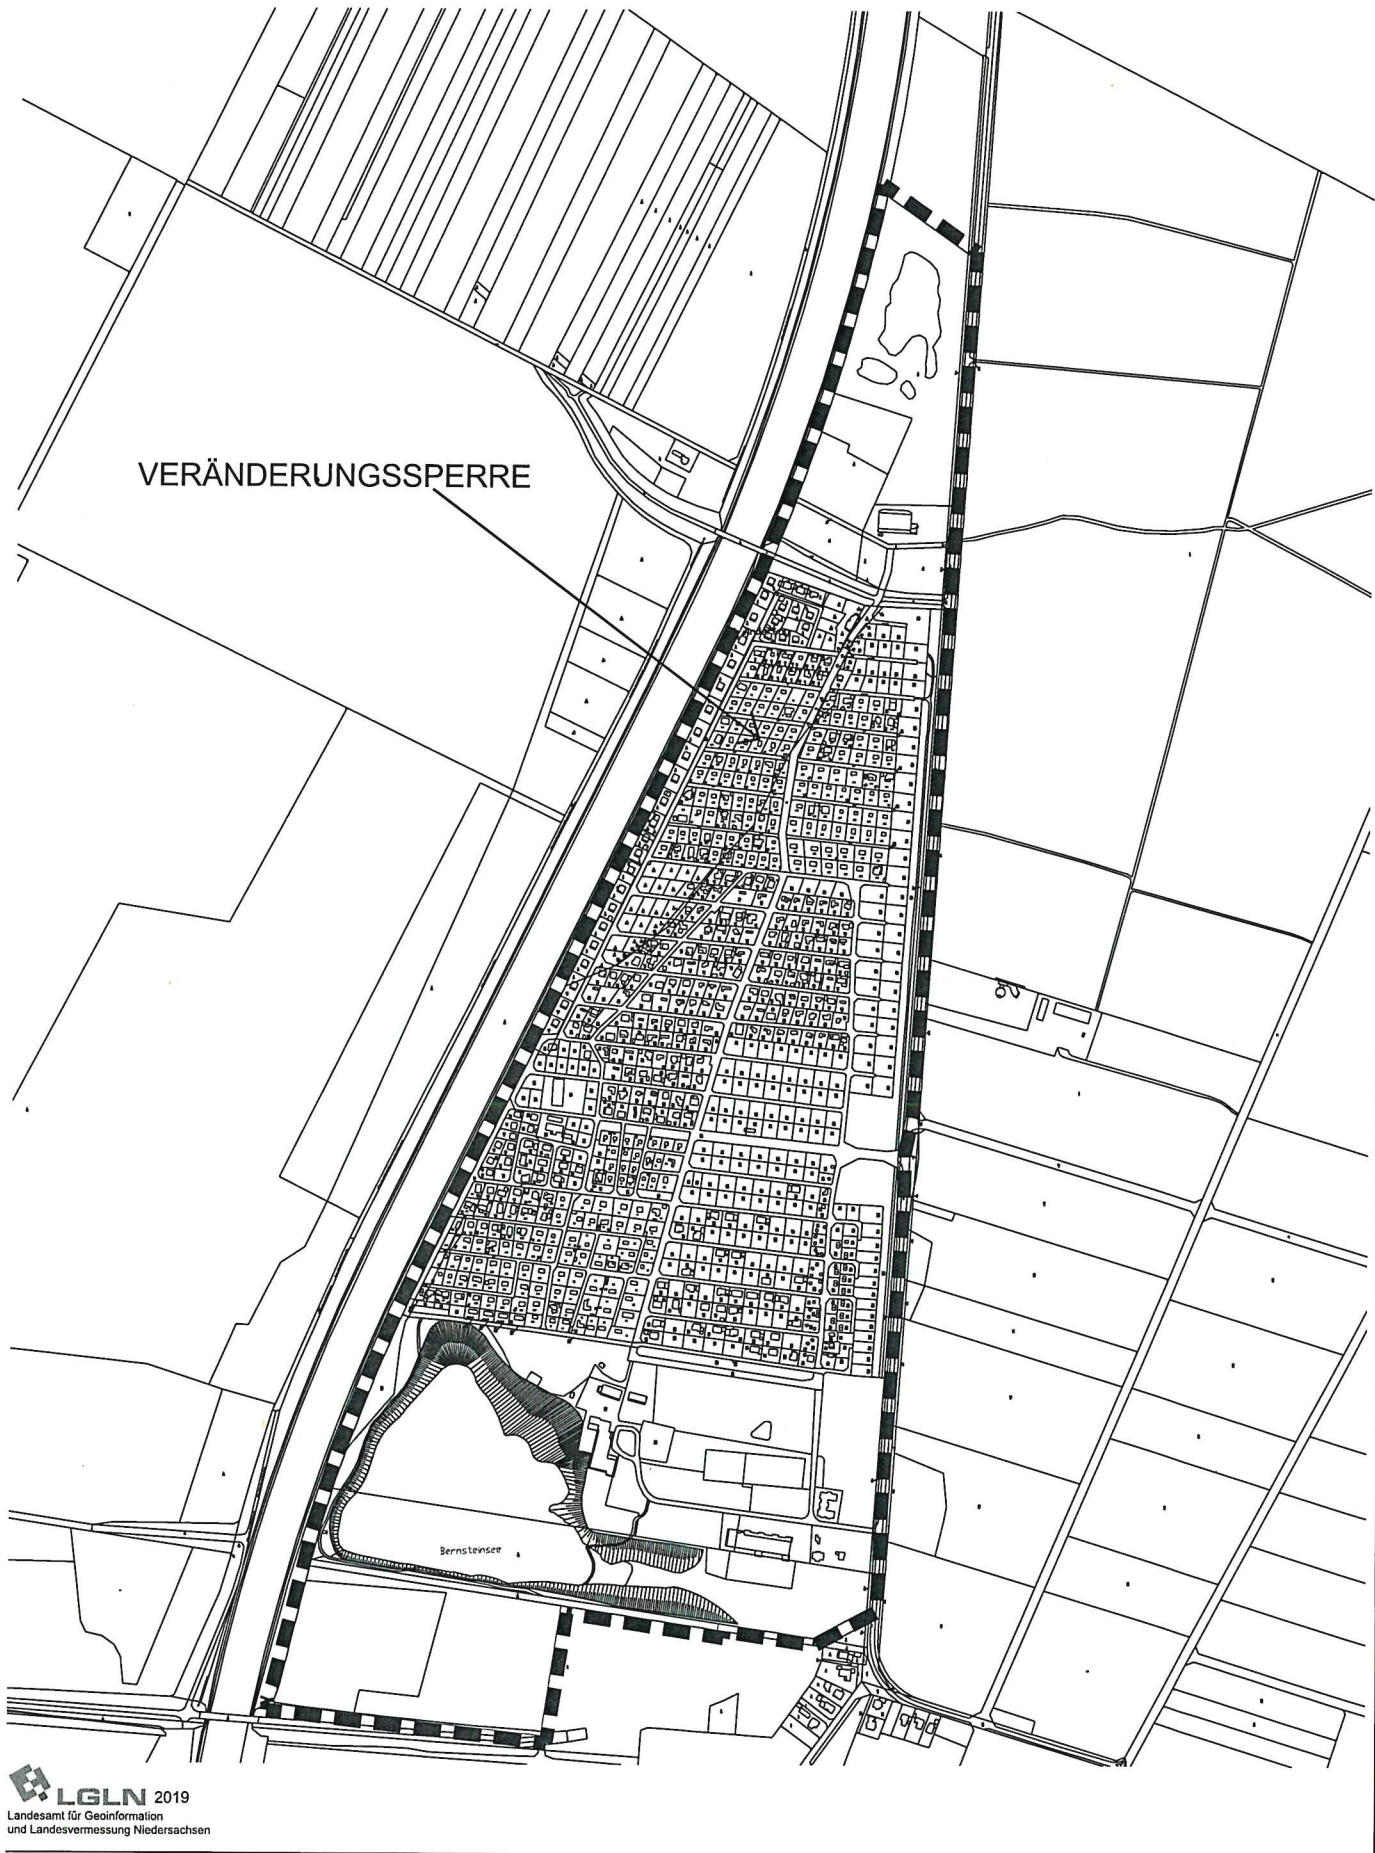 VERÄNDERUNGSSPERRE
Bernsteinsee
LGLN 2019
Landesamt für Geoinformation
und Landesvermessung Niedersachsen